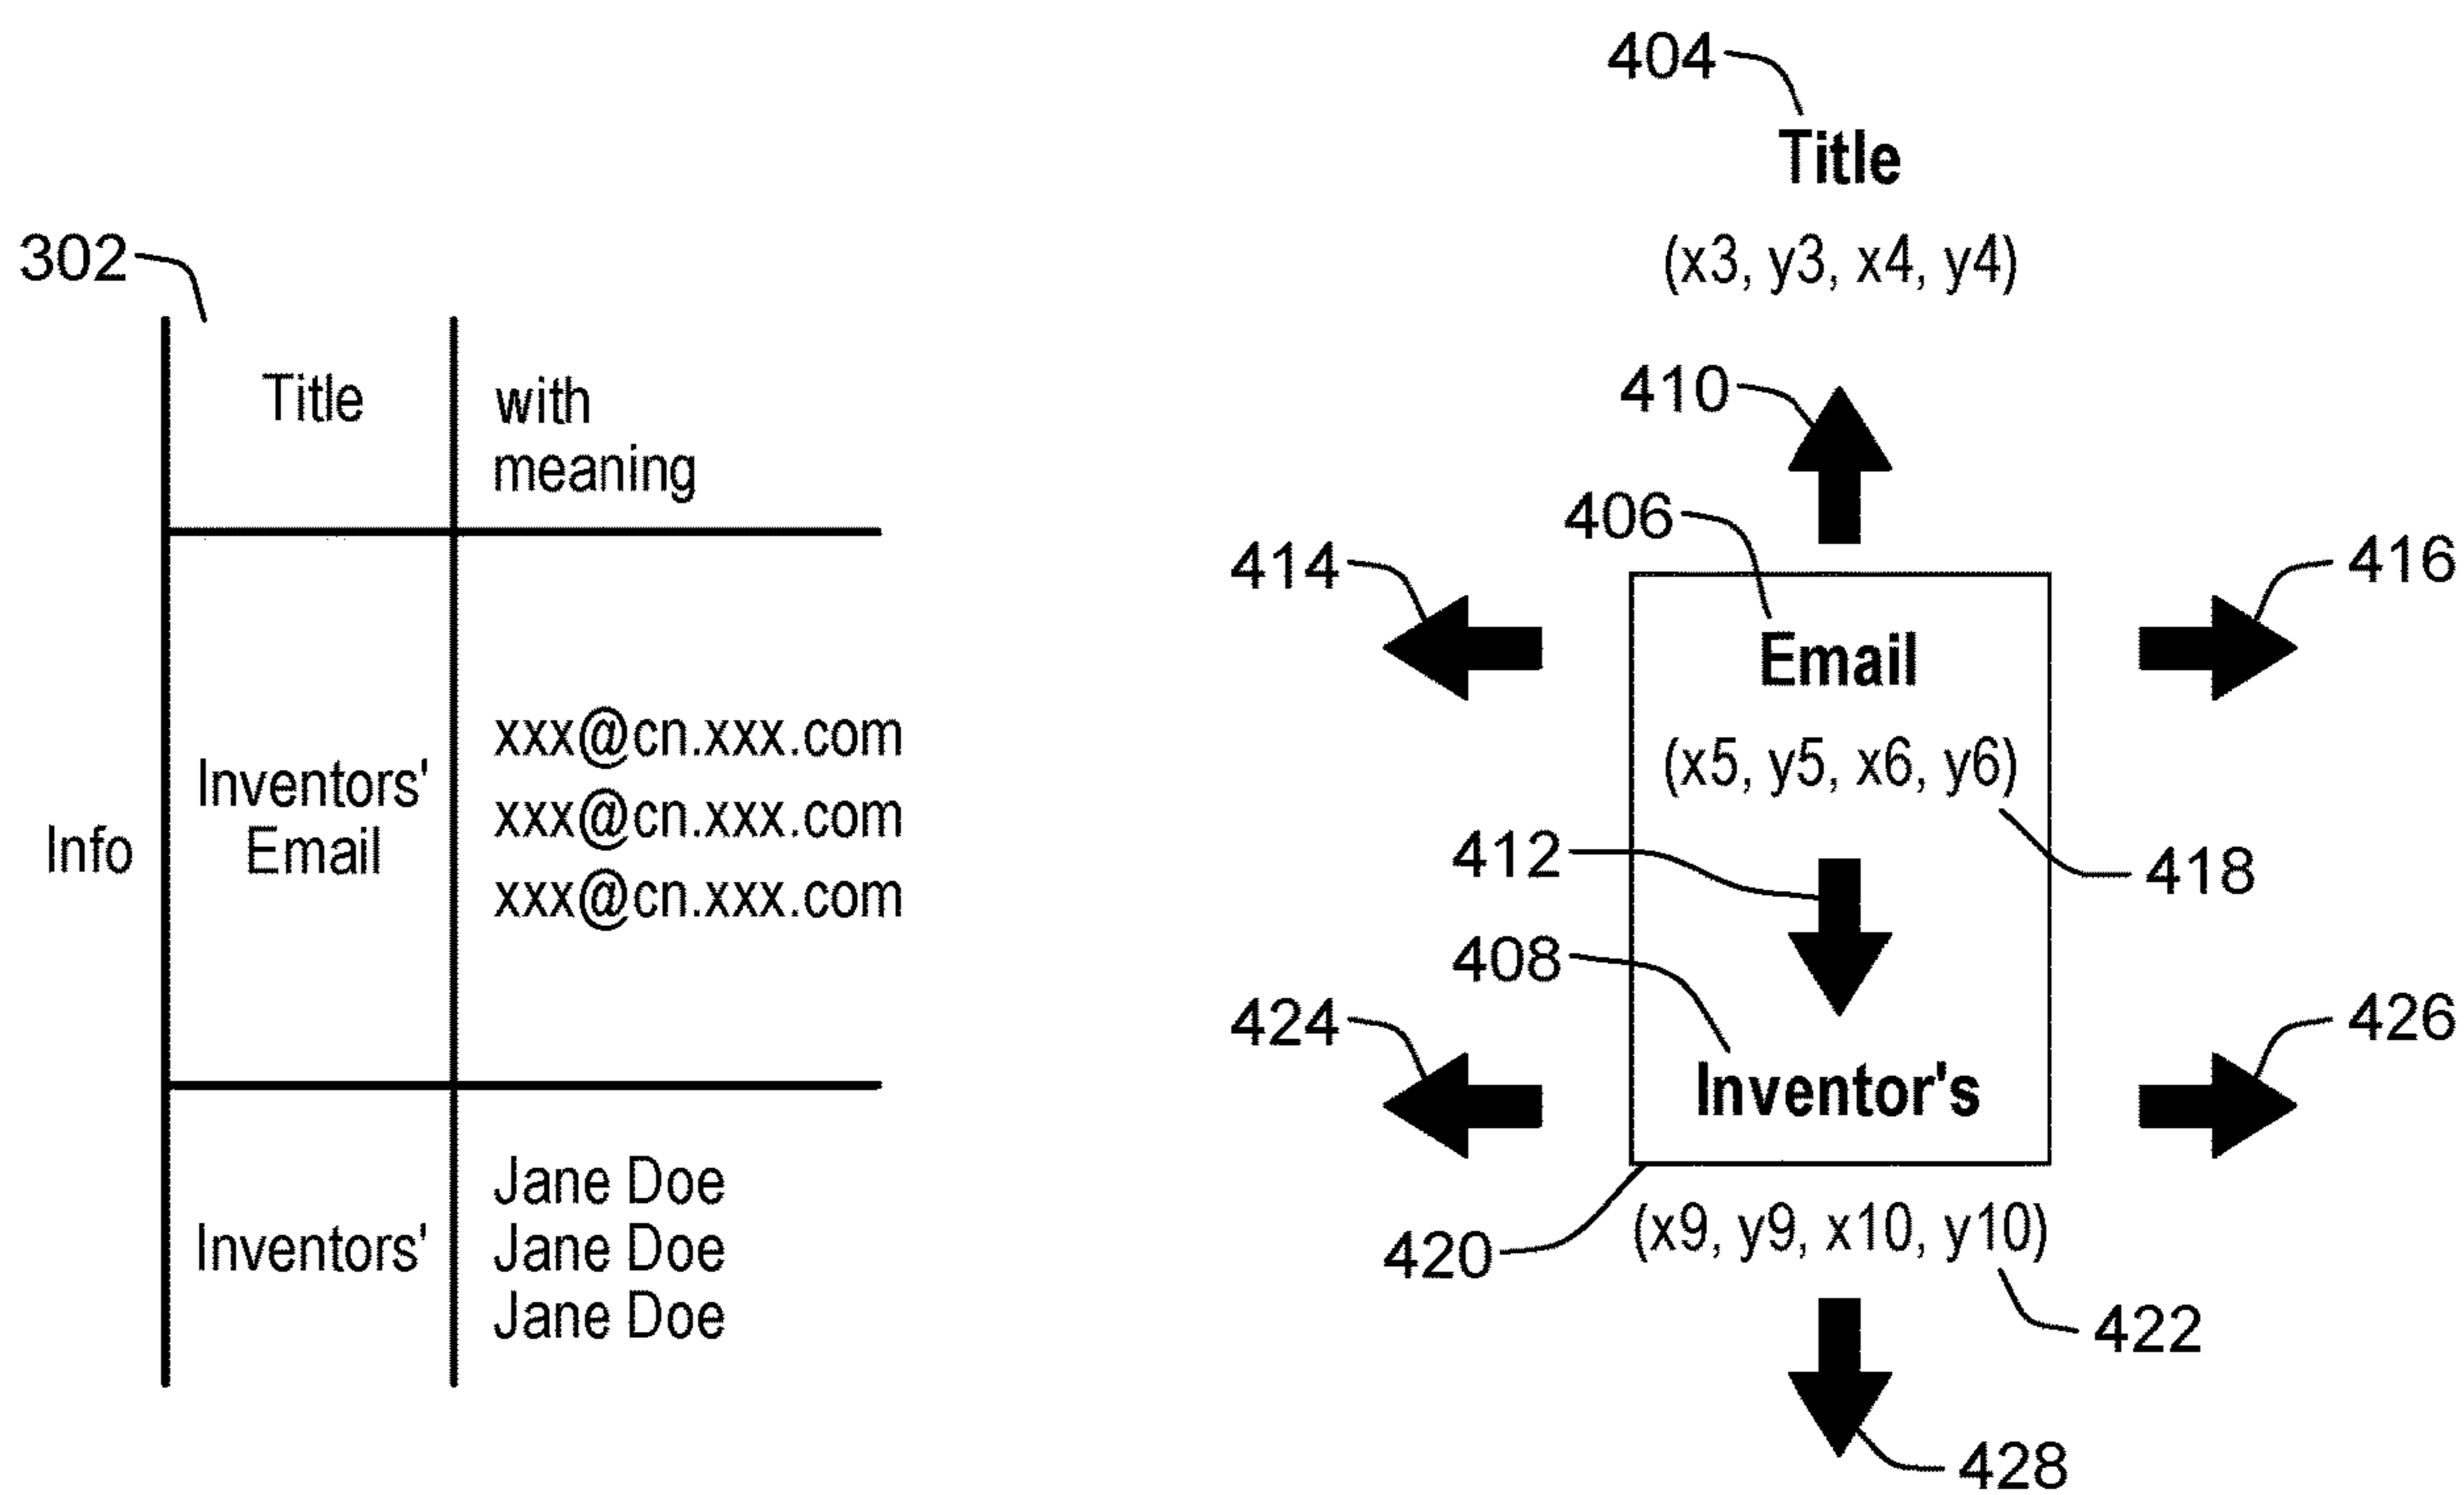 302
Title
with
meaning
Info
Inventors'
Email
xxx@cn.xxx.com
xxx@cn.xxx.com
xxx@cn.xxx.com
Inventors'
Jane Doe
Jane Doe
Jane Doe
404
Title
(x3, y3, x4, y4)
410
406
414
416
Email
(x5, y5, x6, y6)
412
418
408
424
426
Inventor's
420
(x9, y9, x10, y10)
422
428